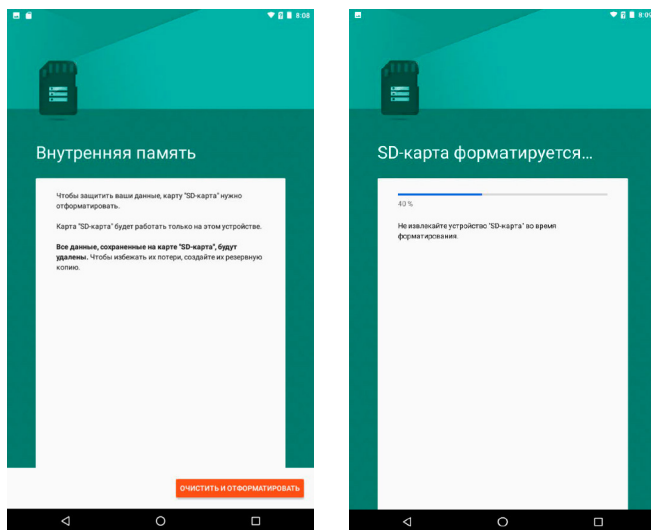 8:08
Внутренняя память
Чтобы защитить ваши данные, карту "SD-карта" нужно
отформатировать.
Карта "SD-карта" будет работать только на этом устройстве.
Все данные, сохраненные на карте "SD-карта", будут
удалены. Чтобы избежать их потери, создайте их резервную
копию.
ОЧИСТИТЬ И ОТФОРМАТИРОВАТЬ
8:09
SD-карта форматируется...
40 %
Не извлекайте устройство "SD-карта" во время
форматирования.